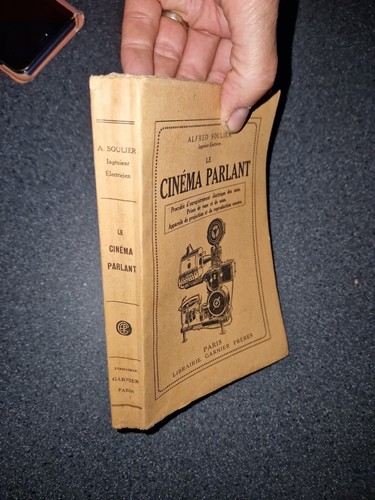 A. SOULIER
Ingénieur
Électricien
LE
CINÉMA
PARLANT
LIBRAIRIE
GARNIER
PARIS
ALFRED SOULIER
Ingénieur-Électricien
LE
CINÉMA PARLANT
Procédés d'enregistrement électrique des sons.
Prises de vues et de sons.
Appareils de projection et de reproduction sonores.
PARIS
LIBRAIRIE GARNIER FRÈRES